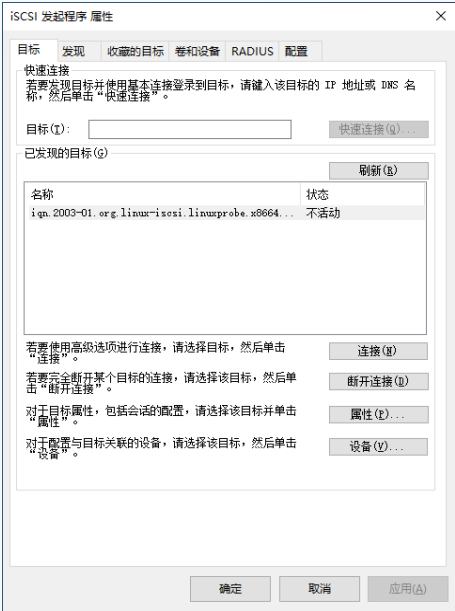 iSCSI 发起程序 属性
目标 发现 收藏的目标 卷和设备 RADIUS 配置
快速连接
若要发现目标并使用基本连接登录到目标，请键入该目标的 IP 地址或 DNS 名
称，然后单击“快速连接”。
目标(T): 快速连接(Q)...
已发现的目标(G)
刷新(R)
名称 状态
iqn.2003-01.org.linux-iscsi.linuxprobe.x8664... 不活动
若要使用高级选项进行连接，请选择目标，然后单击
“连接”。
连接(N)
若要完全断开某个目标的连接，请选择该目标，然后单
击“断开连接”。
断开连接(D)
对于目标属性，包括会话的配置，请选择该目标并单击
“属性”。
属性(P)...
对于配置与目标关联的设备，请选择该目标，然后单击
“设备”。
设备(V)...
确定 取消 应用(A)